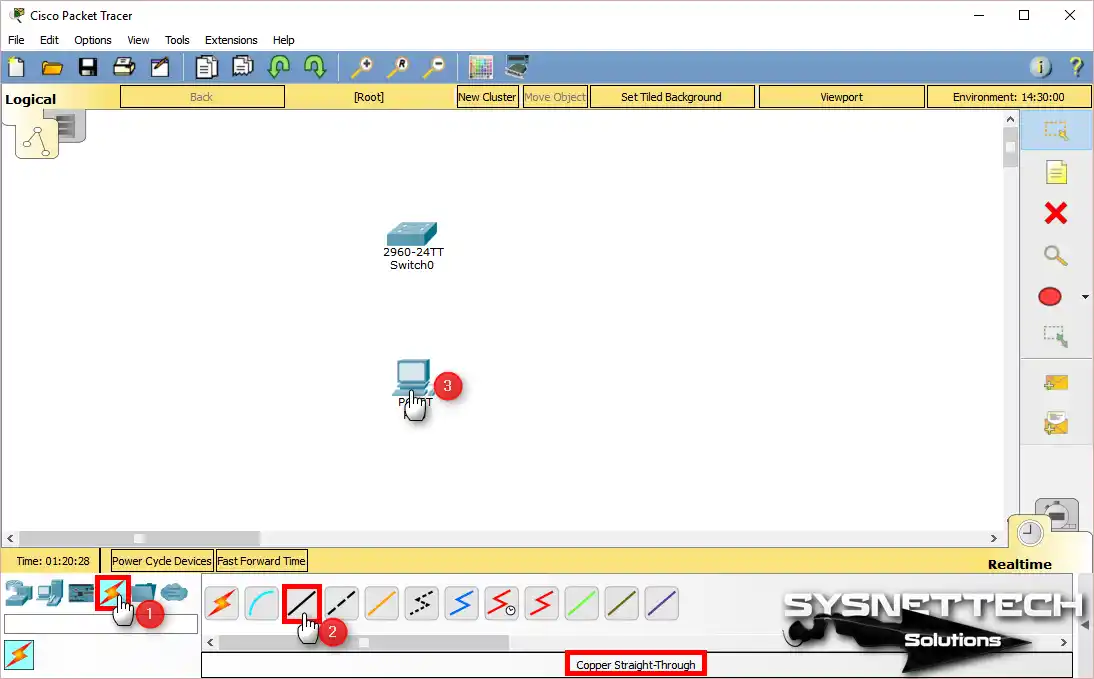 Cisco Packet Tracer
File Edit Options View Tools Extensions Help
R
i ?
Logical
Back [Root] New Cluster Move Object Set Tiled Background Viewport Environment: 14:30:00
2960-24TT
Switch0
3
Time: 01:20:28 Power Cycle Devices Fast Forward Time
Realtime
1
2
Copper Straight-Through
SYSNETTECH
Solutions